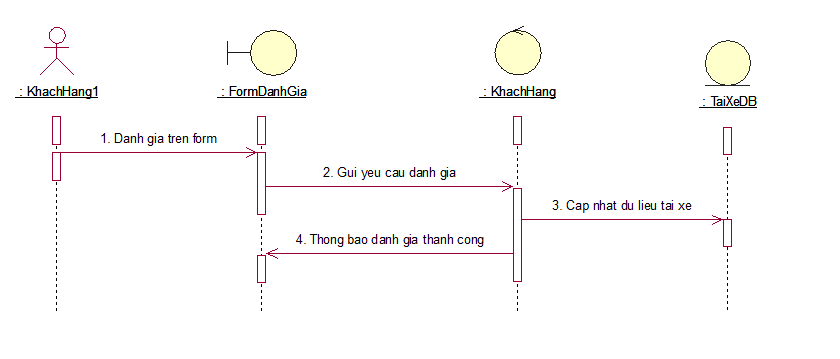 : KhachHang1
: FormDanhGia
: KhachHang
: TaiXeDB
1. Danh gia tren form
2. Gui yeu cau danh gia
3. Cap nhat du lieu tai xe
4. Thong bao danh gia thanh cong